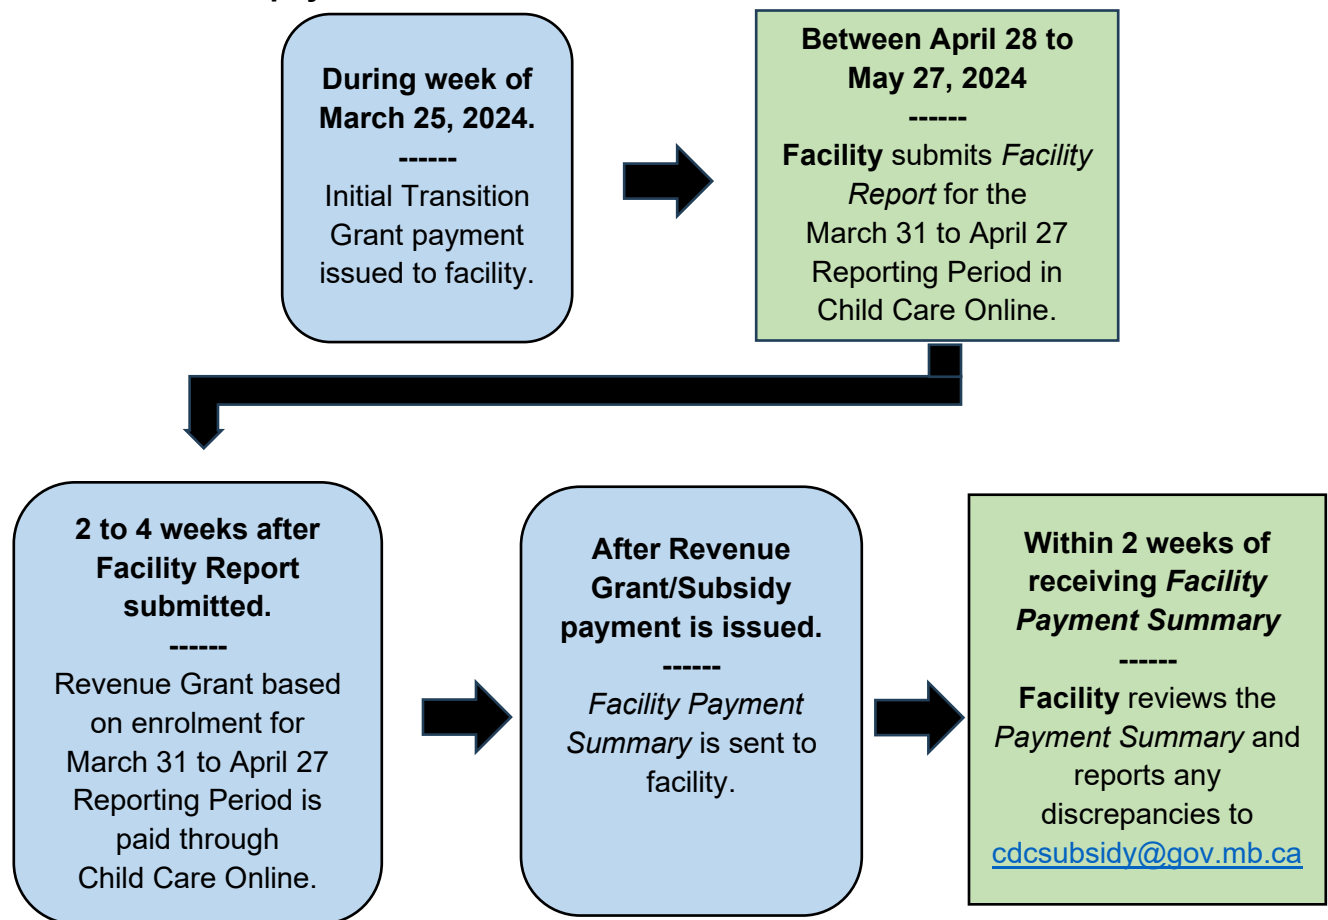 During week of
March 25, 2024.
------
Initial Transition
Grant payment
issued to facility.
Between April 28 to
May 27, 2024
------
Facility submits Facility
Report for the
March 31 to April 27
Reporting Period in
Child Care Online.
2 to 4 weeks after
Facility Report
submitted.
------
Revenue Grant based
on enrolment for
March 31 to April 27
Reporting Period is
paid through
Child Care Online.
After Revenue
Grant/Subsidy
payment is issued.
------
Facility Payment
Summary is sent to
facility.
Within 2 weeks of
receiving Facility
Payment Summary
------
Facility reviews the
Payment Summary and
reports any
discrepancies to
cdcsubsidy@gov.mb.ca